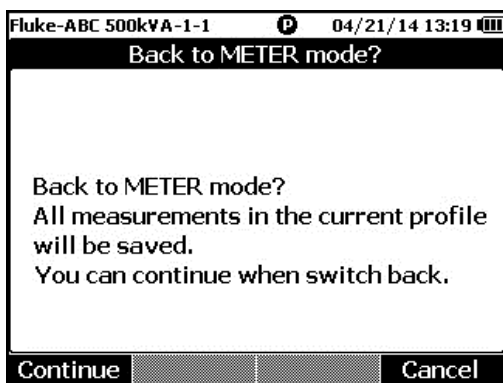 Fluke-ABC 500kVA-1-1 P 04/21/14 13:19
Back to METER mode?
Back to METER mode?
All measurements in the current profile
will be saved.
You can continue when switch back.
Continue Cancel